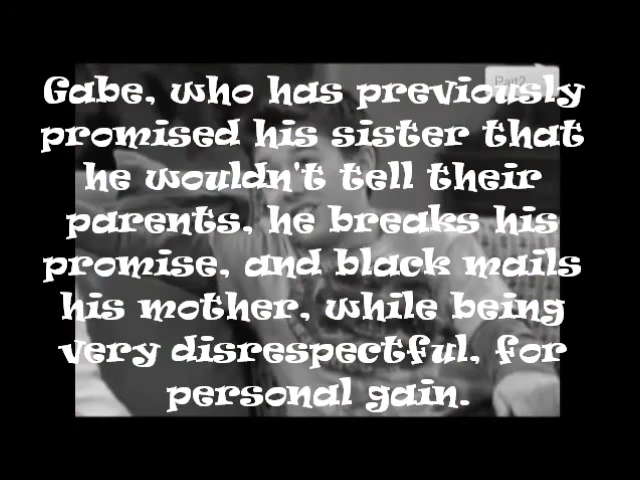 Part2
Gabe, who has previously
promised his sister that
he wouldn't tell their
parents, he breaks his
promise, and black mails
his mother, while being
very disrespectful, for
personal gain.